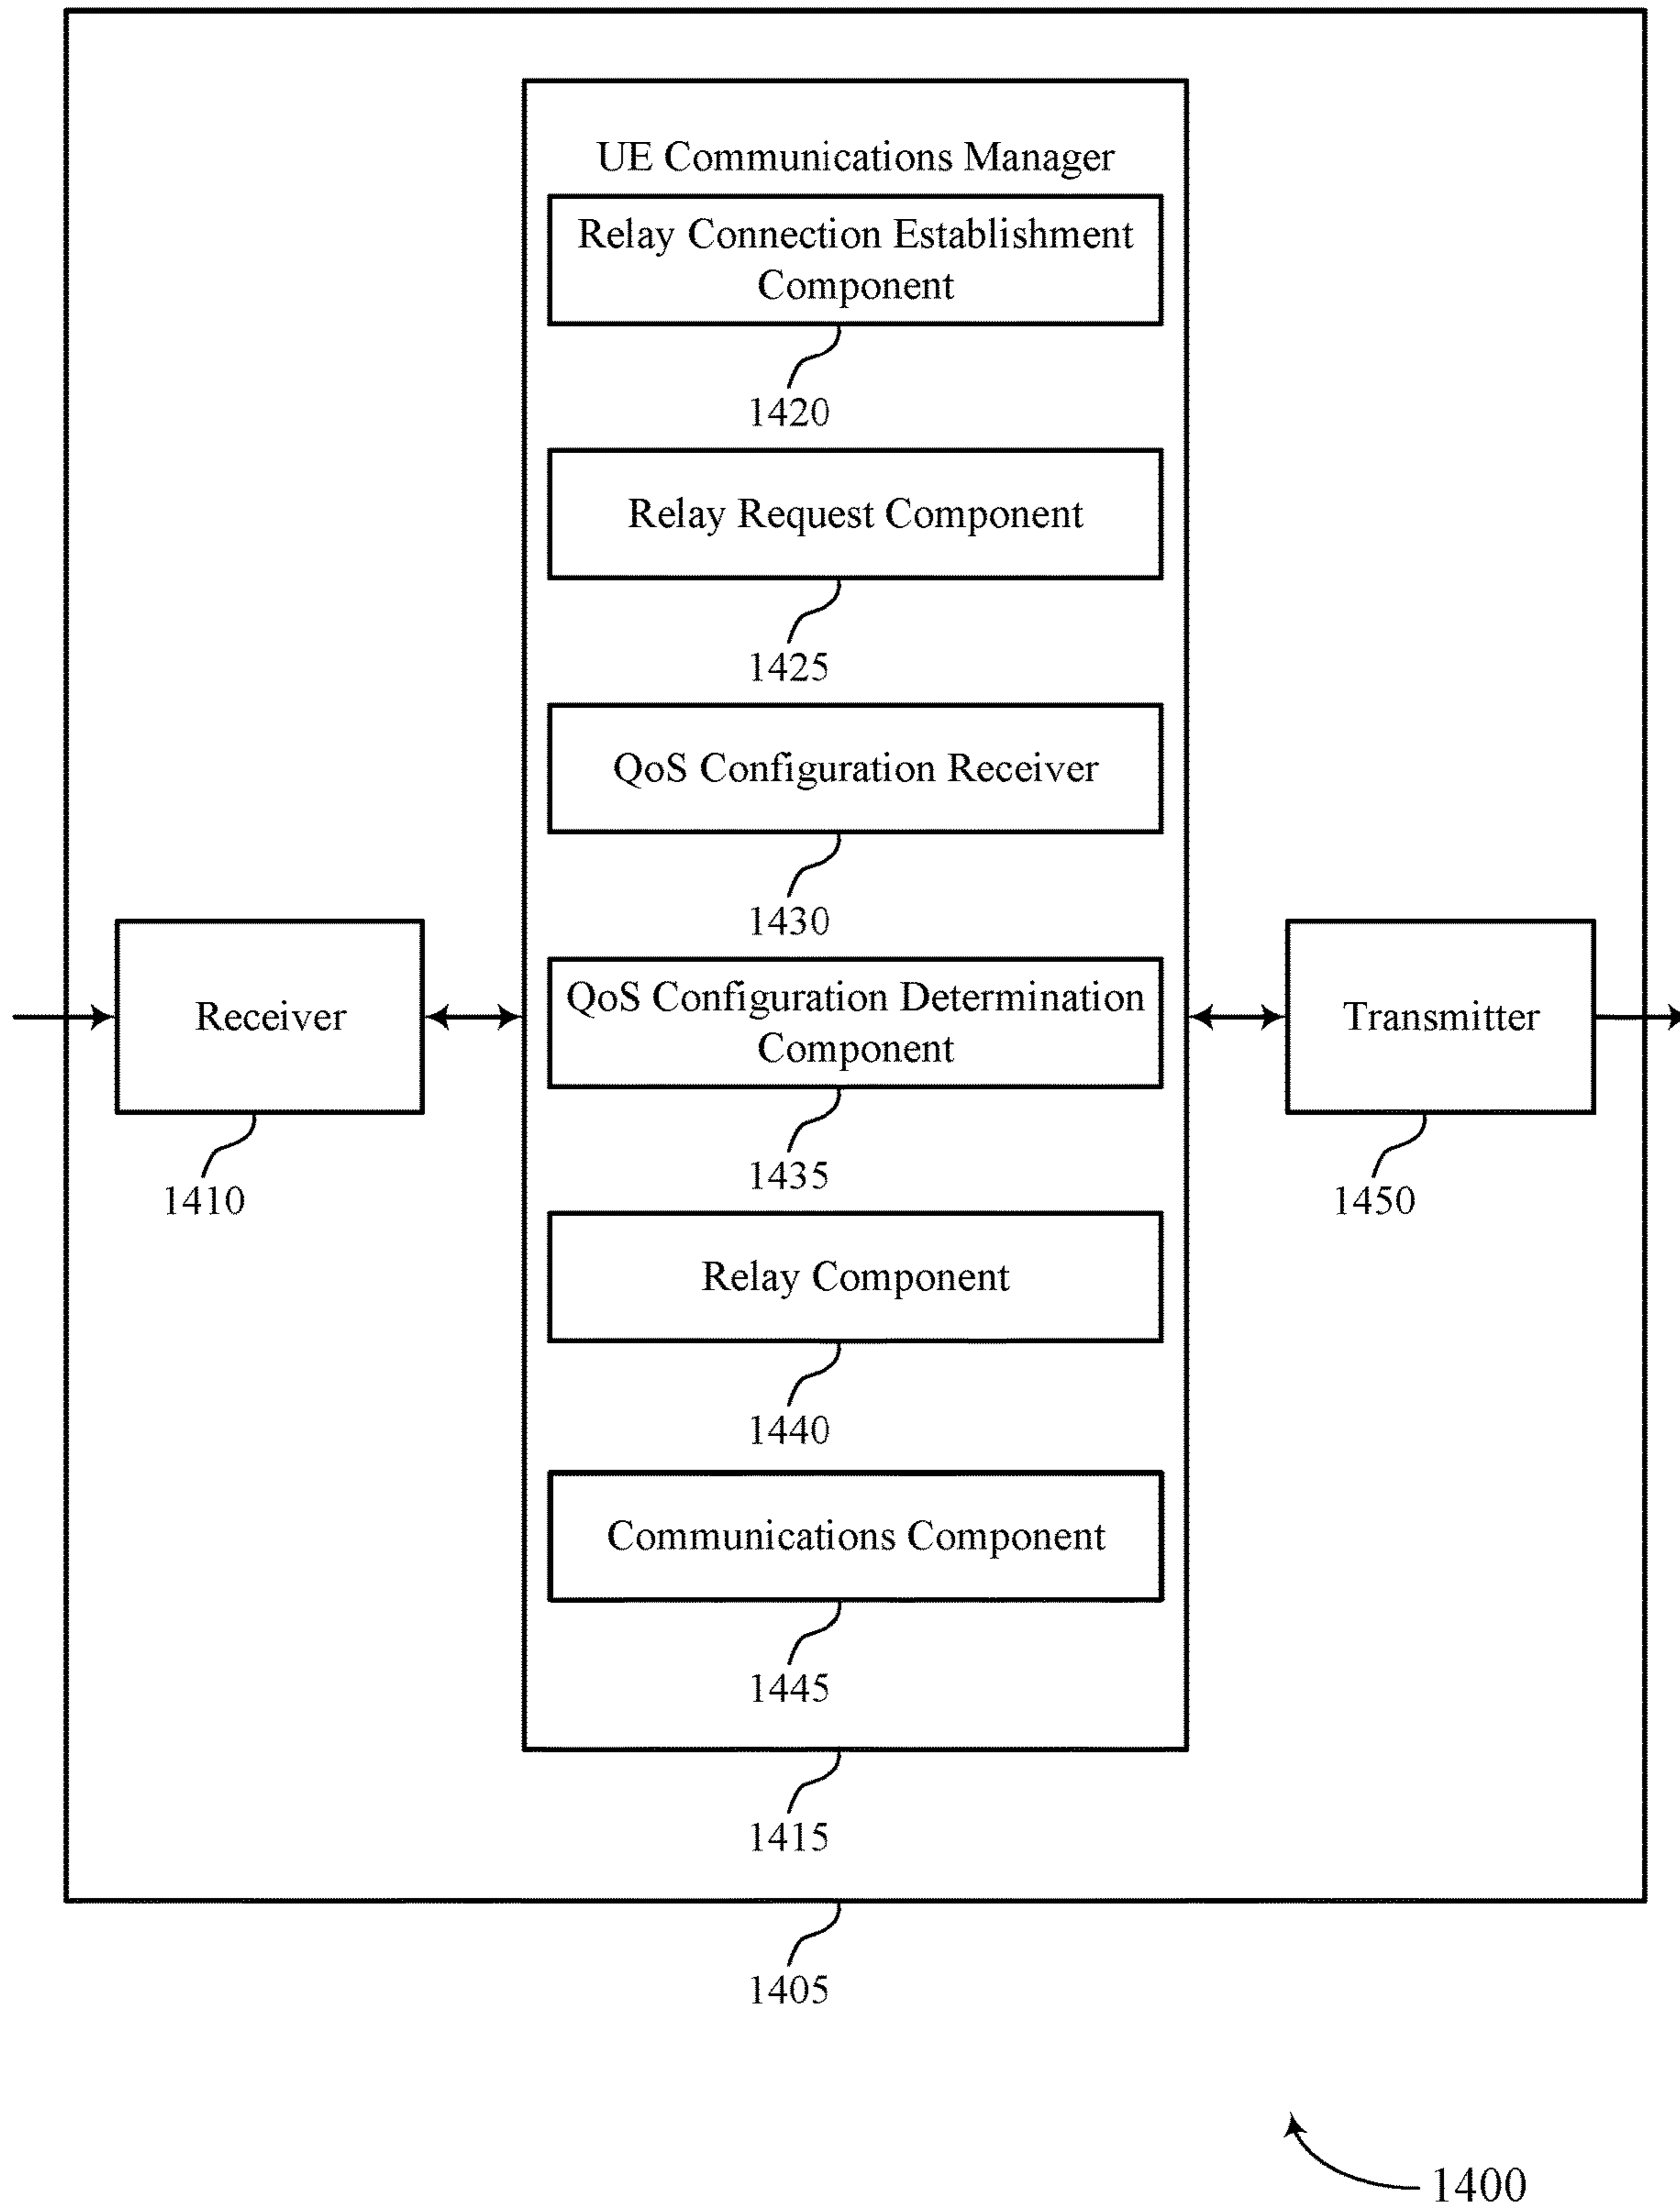 UE Communications Manager
Relay Connection Establishment
Component
1420
Relay Request Component
1425
QoS Configuration Receiver
1430
Receiver
1410
QoS Configuration Determination
Component
1435
Transmitter
1450
Relay Component
1440
Communications Component
1445
1415
1405
1400